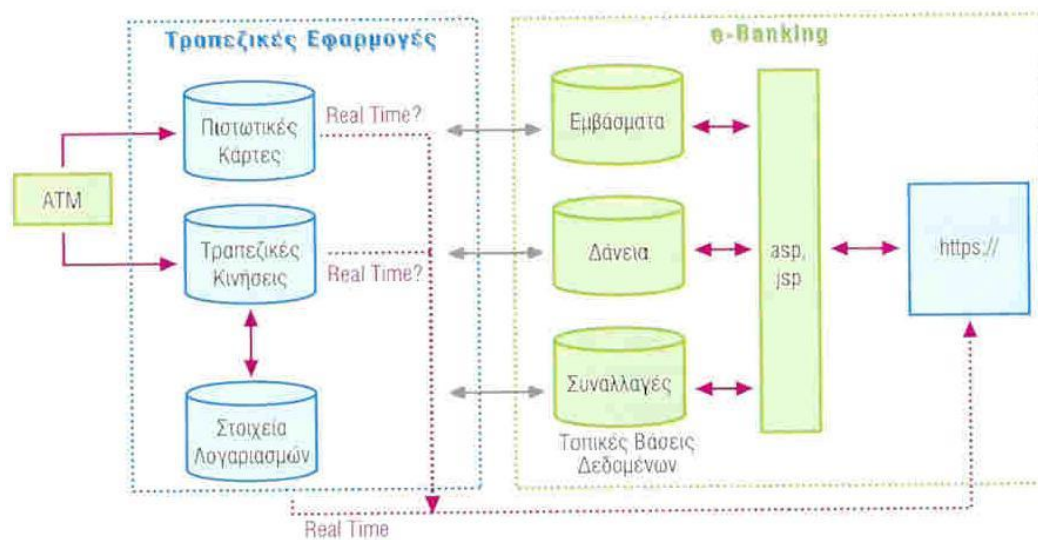 Τραπεζικές Εφαρμογές
e-Banking
Πιστωτικές
Κάρτες
Real Time?
Εμβάσματα
ATM
Τραπεζικές
Κινήσεις
Real Time?
Δάνεια
asp,
jsp
https://
Στοιχεία
Λογαριασμών
Συναλλαγές
Τοπικές Βάσεις
Δεδομένων
Real Time